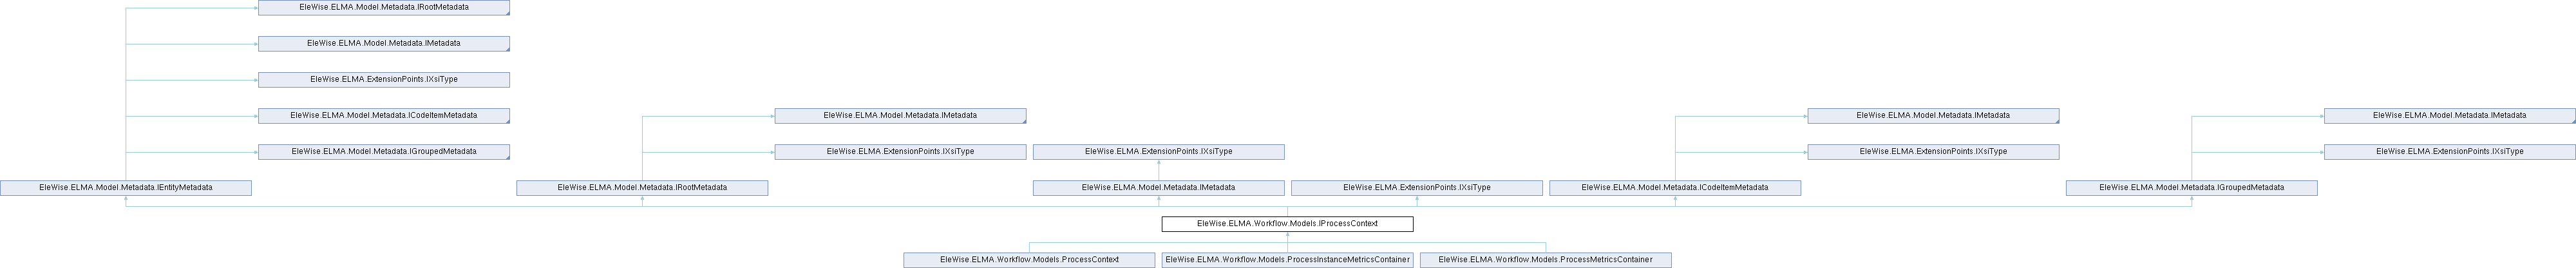 EleWise.ELMA.Model.Metadata.IRootMetadata
EleWise.ELMA.Model.Metadata.IMetadata
EleWise.ELMA.ExtensionPoints.IXsiType
EleWise.ELMA.Model.Metadata.ICodeItemMetadata
EleWise.ELMA.Model.Metadata.IMetadata
EleWise.ELMA.Model.Metadata.IMetadata
EleWise.ELMA.Model.Metadata.IMetadata
EleWise.ELMA.Model.Metadata.IGroupedMetadata
EleWise.ELMA.ExtensionPoints.IXsiType
EleWise.ELMA.ExtensionPoints.IXsiType
EleWise.ELMA.ExtensionPoints.IXsiType
EleWise.ELMA.ExtensionPoints.IXsiType
EleWise.ELMA.Model.Metadata.IEntityMetadata
EleWise.ELMA.Model.Metadata.IRootMetadata
EleWise.ELMA.Model.Metadata.IMetadata
EleWise.ELMA.ExtensionPoints.IXsiType
EleWise.ELMA.Model.Metadata.ICodeItemMetadata
EleWise.ELMA.Model.Metadata.IGroupedMetadata
EleWise.ELMA.Workflow.Models.IProcessContext
EleWise.ELMA.Workflow.Models.ProcessContext
EleWise.ELMA.Workflow.Models.ProcessInstanceMetricsContainer
EleWise.ELMA.Workflow.Models.ProcessMetricsContainer